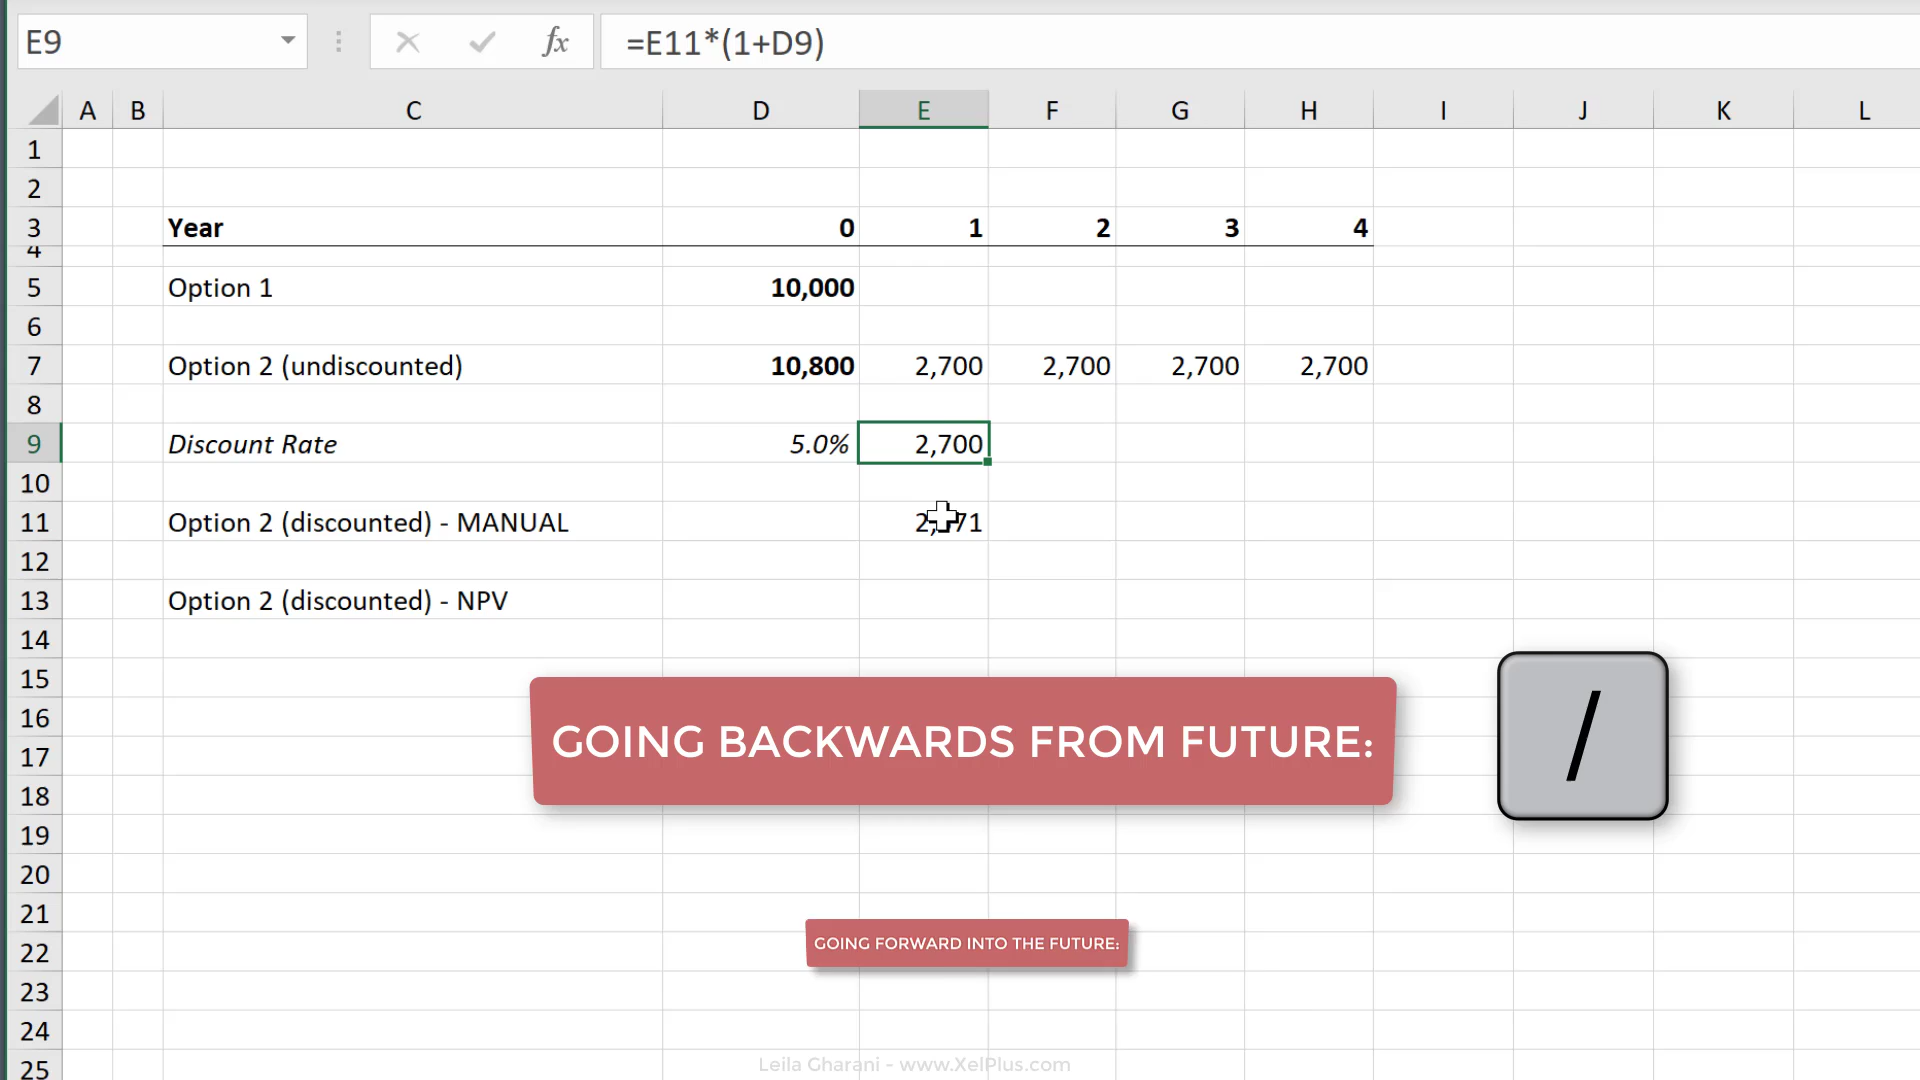 E9 fx =E11*(1+D9)
A B C D E F G H I J K L
1
2
3 Year 0 1 2 3 4
4
5 Option 1 10,000
6
7 Option 2 (undiscounted) 10,800 2,700 2,700 2,700 2,700
8
9 Discount Rate 5.0% 2,700
10
11 Option 2 (discounted) - MANUAL
12
13 Option 2 (discounted) - NPV
14
15
16
GOING BACKWARDS FROM FUTURE: /
17
18
19
20
21
22
GOING FORWARD INTO THE FUTURE:
23
24
25
Leila Gharani - www.XelPlus.com